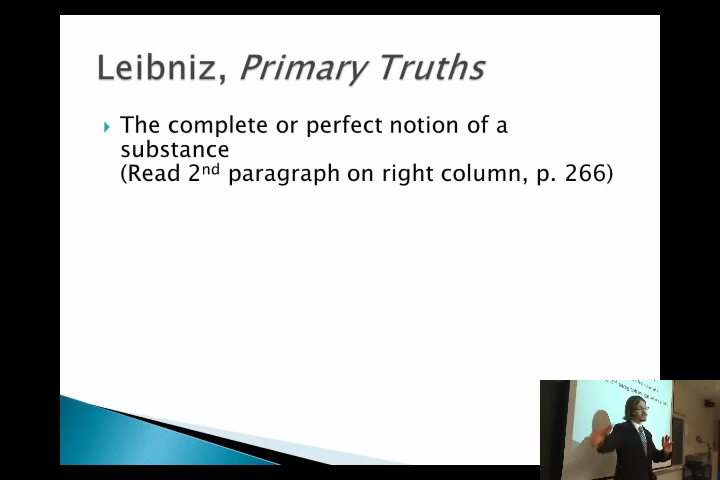 Leibniz, Primary Truths
The complete or perfect notion of a
substance
(Read 2nd paragraph on right column, p. 266)